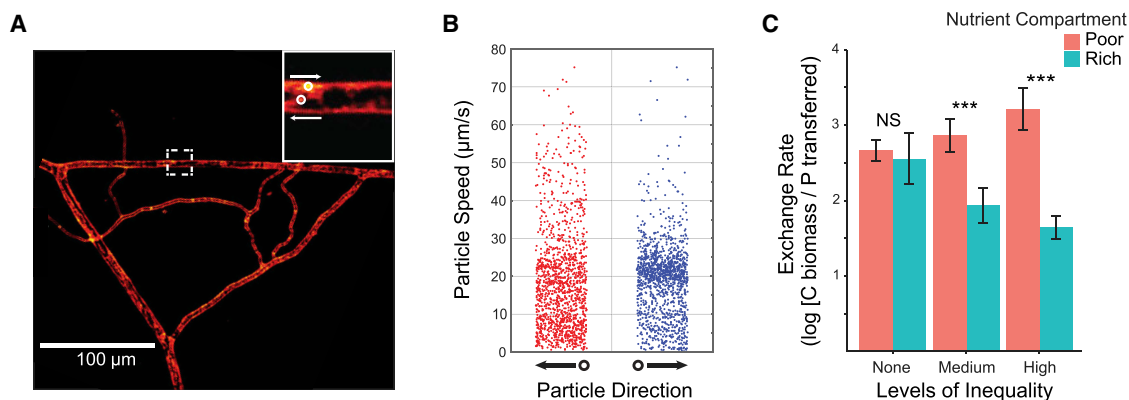 A
100 µm
B
Particle Speed (µm/s)
80
70
60
50
40
30
20
10
0
Particle Direction
C
Nutrient Compartment
Poor
Rich
Exchange Rate
(log [C biomass / P transferred)
4
3
2
1
NS
***
***
None
Medium
High
Levels of Inequality